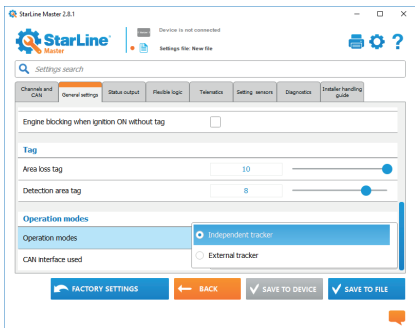 StarLine Master 2.8.1
StarLine
Master
Device is not connected
Settings file: New file
?
Settings search
Channels and CAN
General settings
Status output
Flexible logic
Telematics
Setting sensors
Diagnostics
Installer handling guide
Engine blocking when ignition ON without tag
Tag
Area loss tag 10
Detection area tag 8
Operation modes
Operation modes
Independent tracker
External tracker
CAN interface used
FACTORY SETTINGS
BACK
SAVE TO DEVICE
SAVE TO FILE